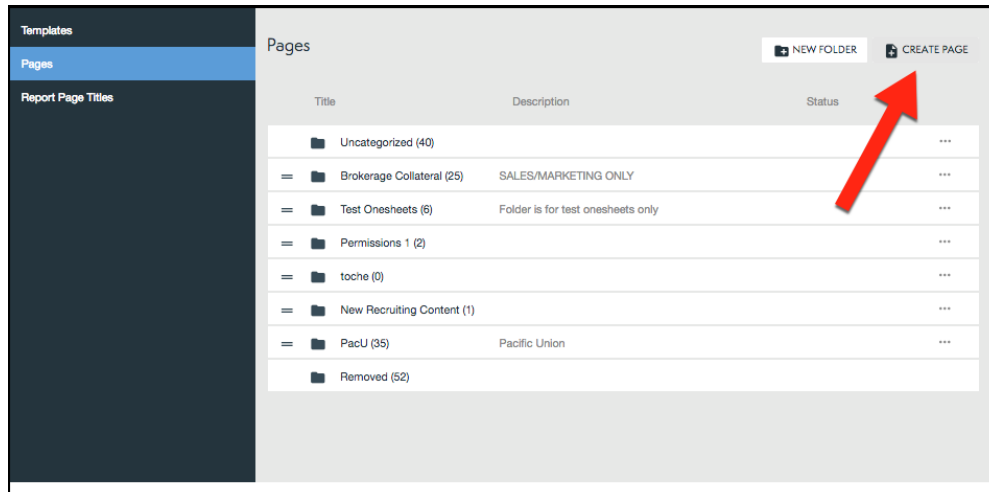 Templates
Pages
Report Page Titles
Pages
NEW FOLDER
CREATE PAGE
Title Description Status
Uncategorized (40)
Brokerage Collateral (25) SALES/MARKETING ONLY
Test Onesheets (6) Folder is for test onesheets only
Permissions 1 (2)
toche (0)
New Recruiting Content (1)
PacU (35) Pacific Union
Removed (52)